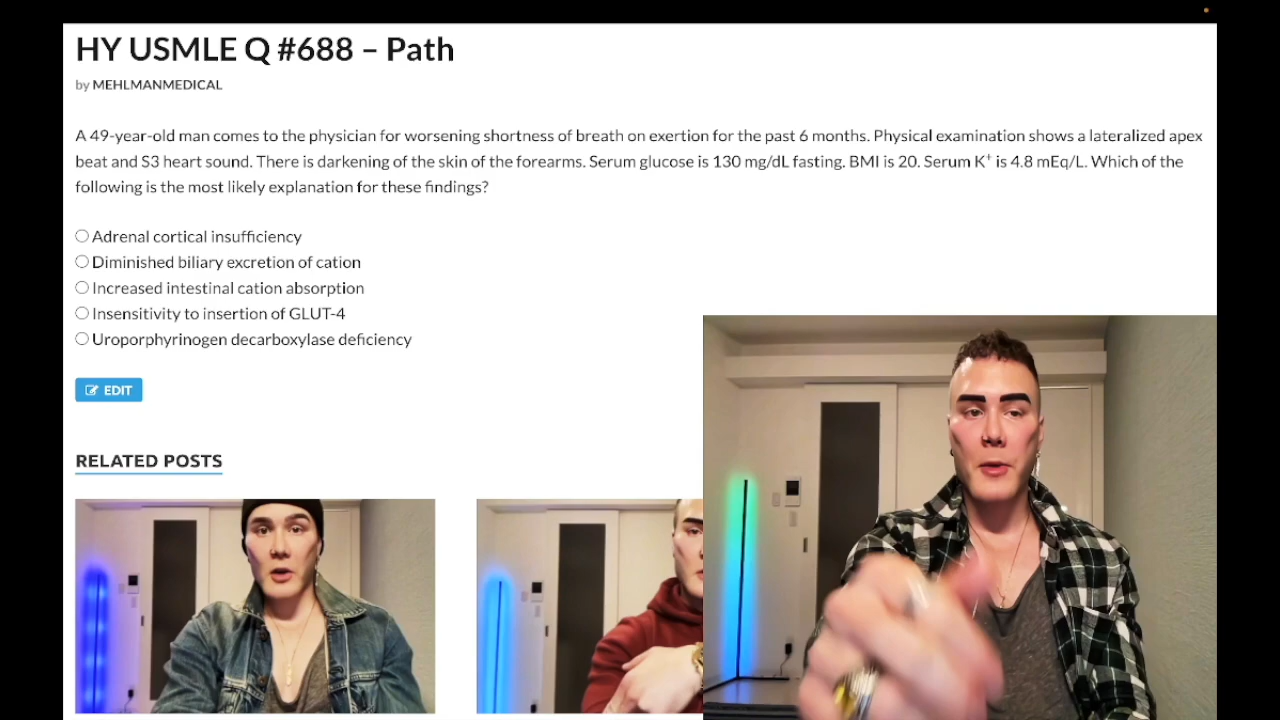 HY USMLE Q #688 – Path
by MEHLMANMEDICAL
A 49-year-old man comes to the physician for worsening shortness of breath on exertion for the past 6 months. Physical examination shows a lateralized apex
beat and S3 heart sound. There is darkening of the skin of the forearms. Serum glucose is 130 mg/dL fasting. BMI is 20. Serum K⁺ is 4.8 mEq/L. Which of the
following is the most likely explanation for these findings?
Adrenal cortical insufficiency
Diminished biliary excretion of cation
Increased intestinal cation absorption
Insensitivity to insertion of GLUT-4
Uroporphyrinogen decarboxylase deficiency
EDIT
RELATED POSTS